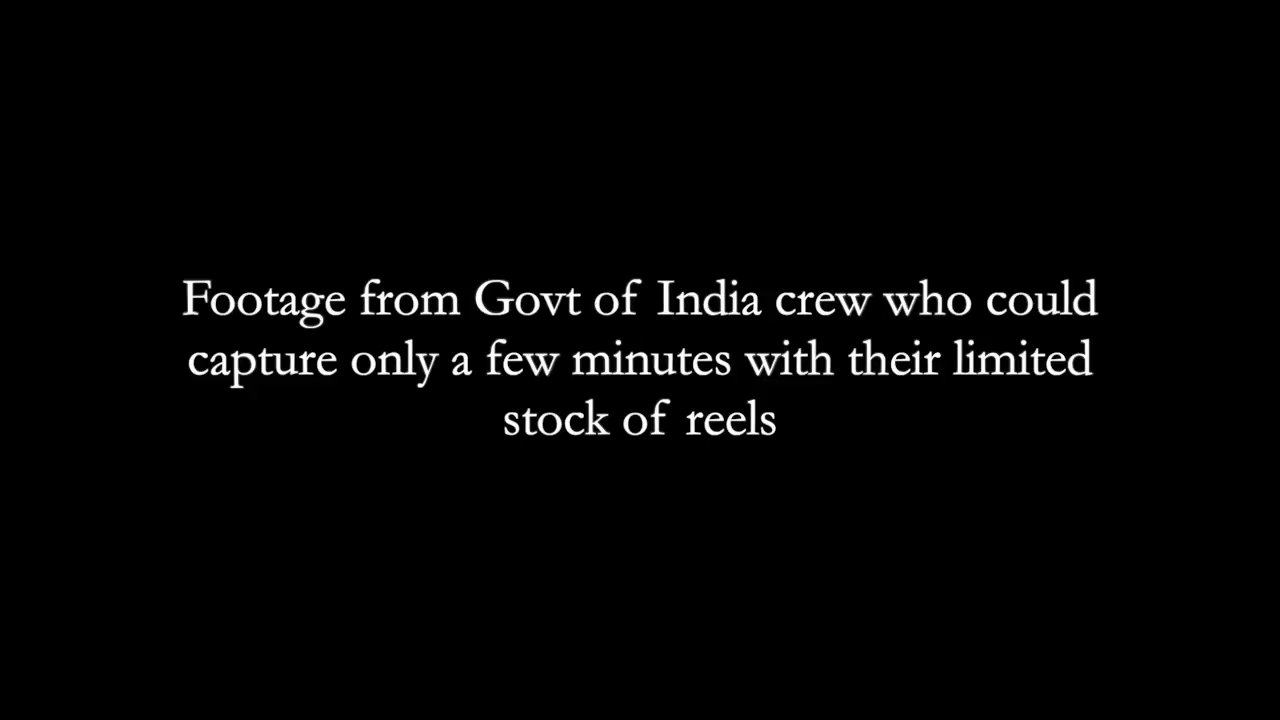 Footage from Govt of India crew who could
capture only a few minutes with their limited
stock of reels